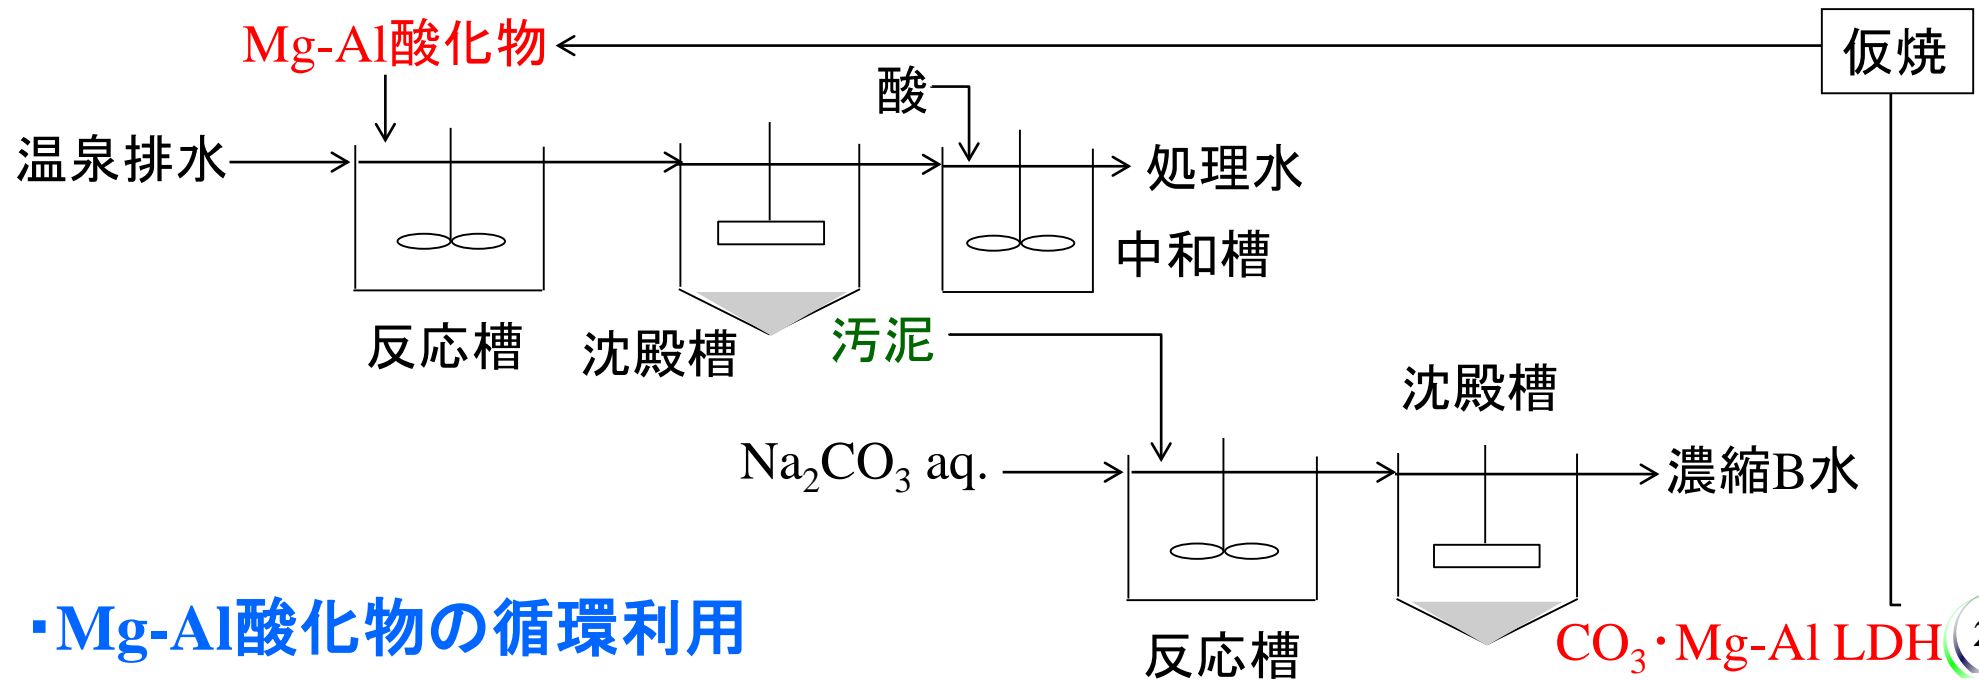 Mg-Al酸化物
仮焼
酸
温泉排水
処理水
中和槽
反応槽
沈殿槽
汚泥
沈殿槽
Na₂CO₃ aq.
濃縮B水
・Mg-Al酸化物の循環利用
反応槽
CO₃・Mg-Al LDH